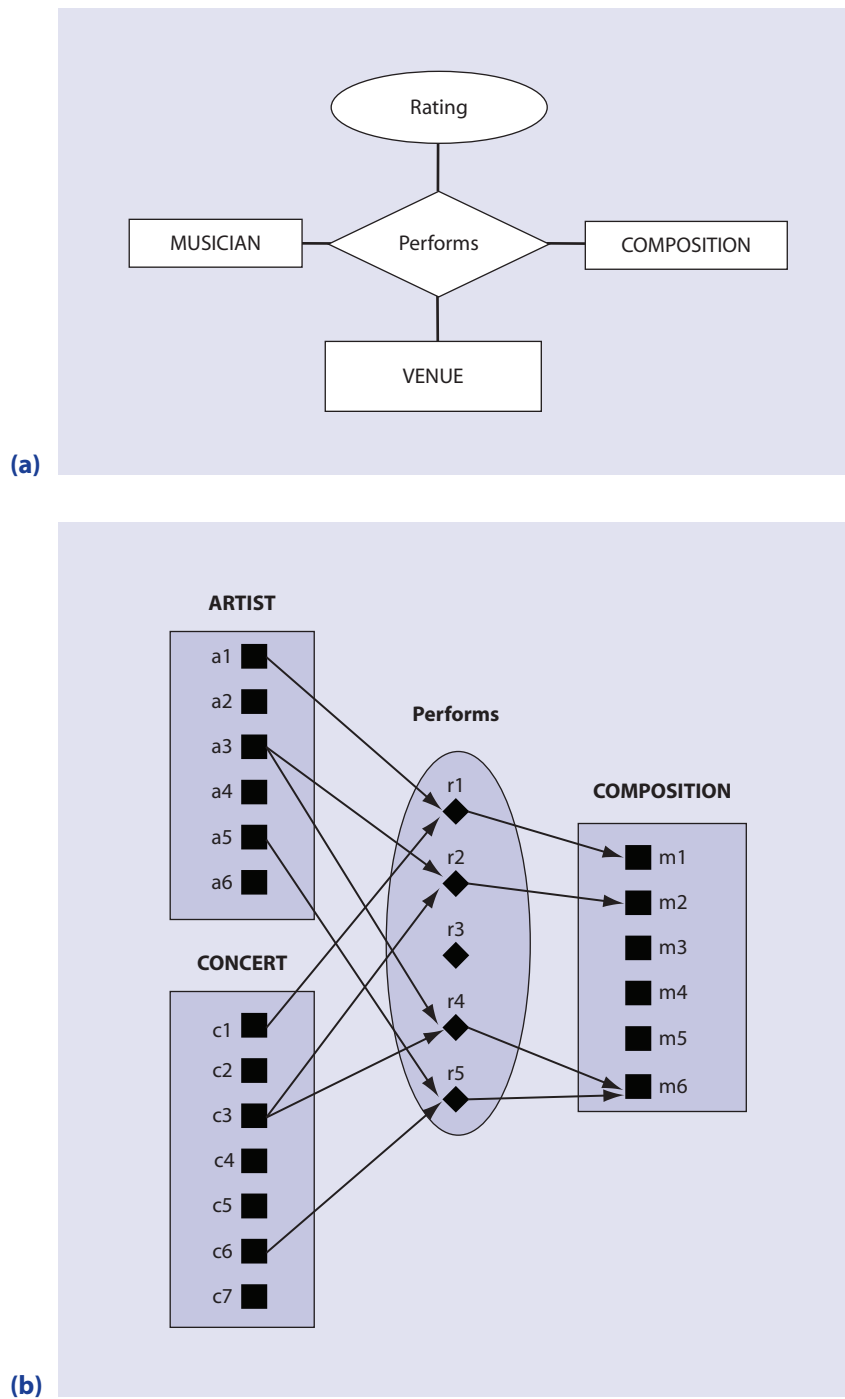 Rating
MUSICIAN
Performs
COMPOSITION
VENUE
(a)
ARTIST
a1
a2
a3
a4
a5
a6
CONCERT
c1
c2
c3
c4
c5
c6
c7
Performs
r1
r2
r3
r4
r5
COMPOSITION
m1
m2
m3
m4
m5
m6
(b)